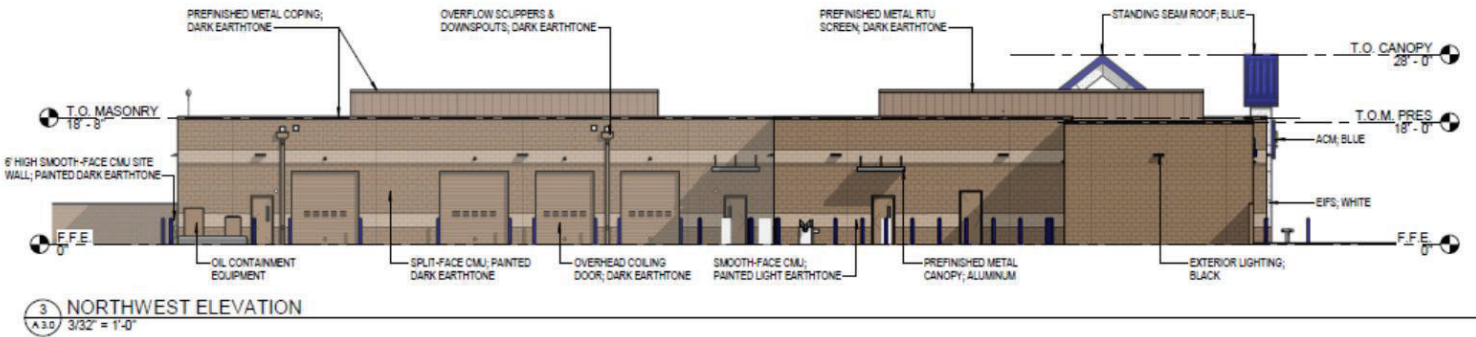 PREFINISHED METAL COPING;
DARK EARTHTONE
OVERFLOW SCUPPERS &
DOWNSPOUTS; DARK EARTHTONE
PREFINISHED METAL RTU
SCREEN; DARK EARTHTONE
STANDING SEAM ROOF; BLUE
T.O. CANOPY
28' - 0"
T.O. MASONRY
18' - 8"
T.O.M. PRES
18' - 0"
ACM; BLUE
6' HIGH SMOOTH-FACE CMU SITE
WALL; PAINTED DARK EARTHTONE
EIFS; WHITE
F.F.E.
0"
F.F.E.
0"
OIL CONTAINMENT
EQUIPMENT
SPLIT-FACE CMU; PAINTED
DARK EARTHTONE
OVERHEAD COILING
DOOR; DARK EARTHTONE
SMOOTH-FACE CMU;
PAINTED LIGHT EARTHTONE
PREFINISHED METAL
CANOPY; ALUMINUM
EXTERIOR LIGHTING;
BLACK
3
A3.0
NORTHWEST ELEVATION
3/32" = 1'-0"